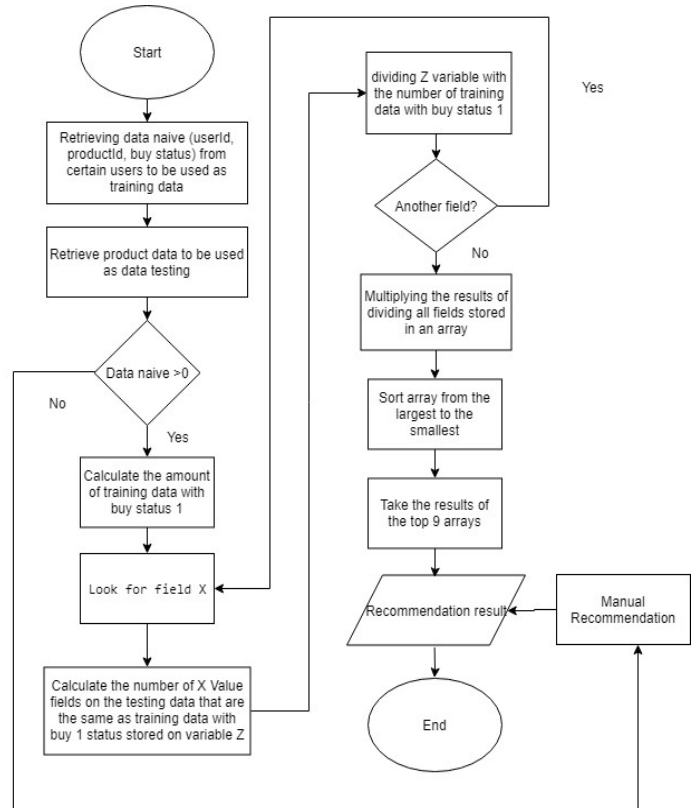 Start
Retrieving data naive (userId,
productId, buy status) from
certain users to be used as
training data
Retrieve product data to be used
as data testing
Data naive >0
No
Yes
Calculate the amount
of training data with
buy status 1
Look for field X
Calculate the number of X Value
fields on the testing data that are
the same as training data with
buy 1 status stored on variable Z
dividing Z variable with
the number of training
data with buy status 1
Yes
Another field?
No
Multiplying the results of
dividing all fields stored
in an array
Sort array from the
largest to the
smallest
Take the results of
the top 9 arrays
Recommendation result
Manual
Recommendation
End